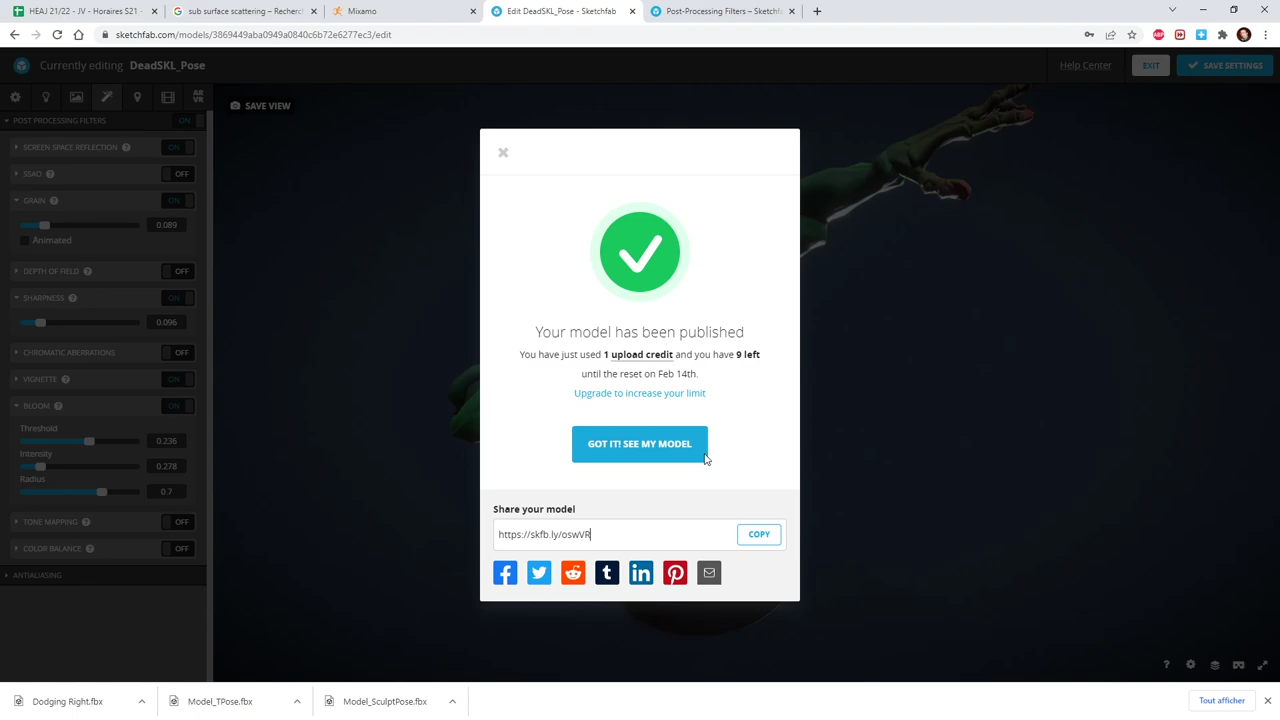 HEAJ 21/22 - JV - Horaires S21
sub surface scattering – Recherch
Mixamo
Edit DeadSKL_Pose - Sketchfab
Post-Processing Filters – Sketchfa
sketchfab.com/models/3869449aba0949a0840c6b72e6277ec3/edit
ABP
Currently editing DeadSKL_Pose
Help Center
EXIT
SAVE SETTINGS
AR VR
SAVE VIEW
POST PROCESSING FILTERS ON
SCREEN SPACE REFLECTION ? ON
SSAO ? OFF
GRAIN ? ON
0.089
Animated
DEPTH OF FIELD ? OFF
SHARPNESS ? ON
0.096
CHROMATIC ABERRATIONS OFF
VIGNETTE ? ON
BLOOM ? ON
Threshold
0.236
Intensity
0.278
Radius
0.7
TONE MAPPING ? OFF
COLOR BALANCE ? OFF
ANTIALIASING
Your model has been published
You have just used 1 upload credit and you have 9 left
until the reset on Feb 14th.
Upgrade to increase your limit
GOT IT! SEE MY MODEL
Share your model
https://skfb.ly/oswVR
COPY
Dodging Right.fbx
Model_TPose.fbx
Model_SculptPose.fbx
Tout afficher